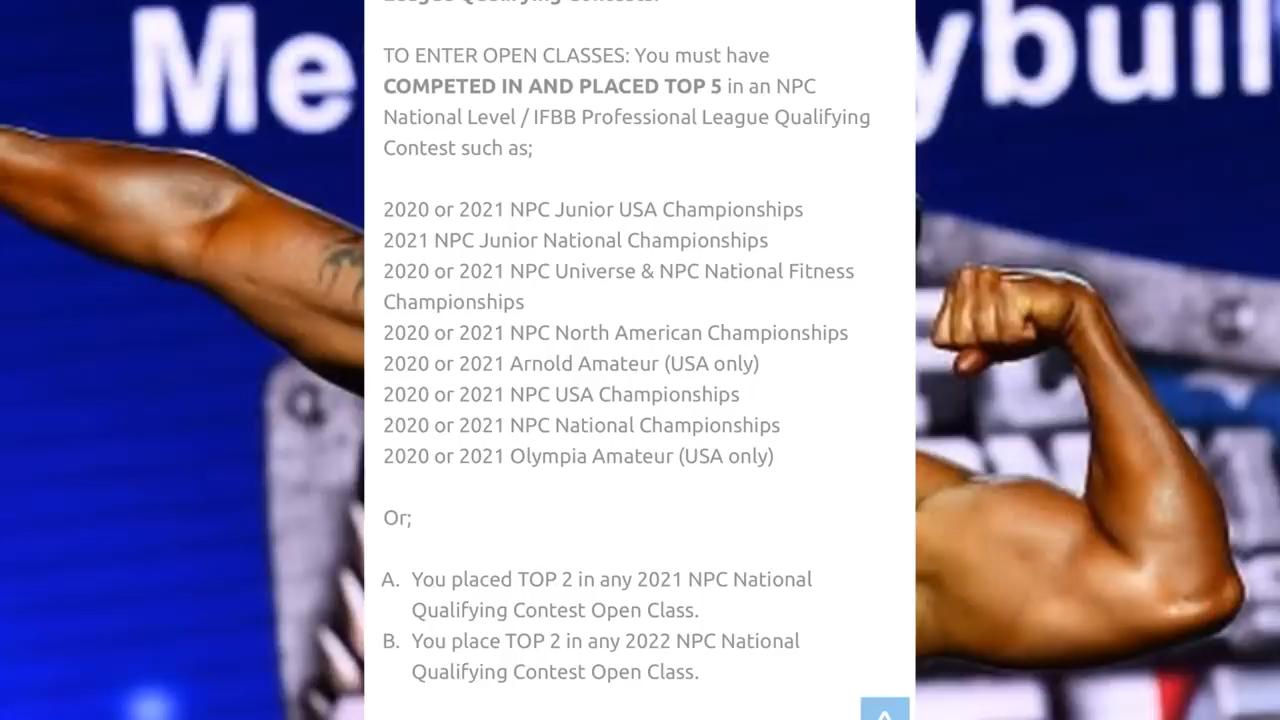 Me
ybuil
League Qualifying Contests.
TO ENTER OPEN CLASSES: You must have
COMPETED IN AND PLACED TOP 5 in an NPC
National Level / IFBB Professional League Qualifying
Contest such as;
2020 or 2021 NPC Junior USA Championships
2021 NPC Junior National Championships
2020 or 2021 NPC Universe & NPC National Fitness
Championships
2020 or 2021 NPC North American Championships
2020 or 2021 Arnold Amateur (USA only)
2020 or 2021 NPC USA Championships
2020 or 2021 NPC National Championships
2020 or 2021 Olympia Amateur (USA only)
Or;
A. You placed TOP 2 in any 2021 NPC National
Qualifying Contest Open Class.
B. You place TOP 2 in any 2022 NPC National
Qualifying Contest Open Class.